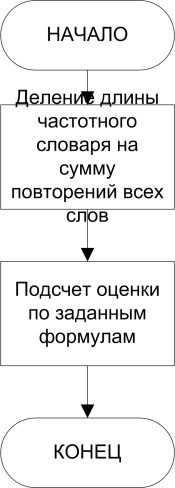 НАЧАЛО
Деление длины
частотного
словаря на
сумму
повторений всех
слов
Подсчет оценки
по заданным
формулам
КОНЕЦ